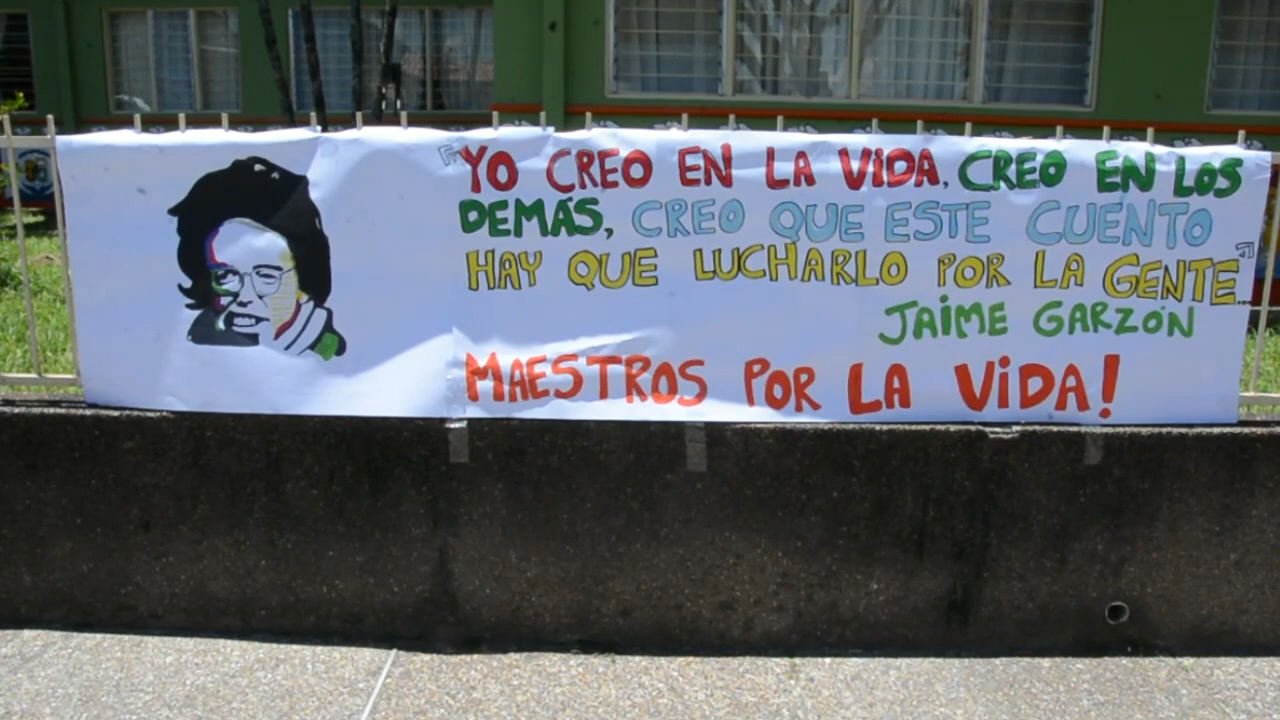 "YO CREO EN LA ViDA, CREO EN LOS
DEMÁS, CREO QUE ESTE CUENTO
HAY QUE LUCHARLO POR LA GENTE..."
JAiME GARZÓN
MAESTROS POR LA ViDA!